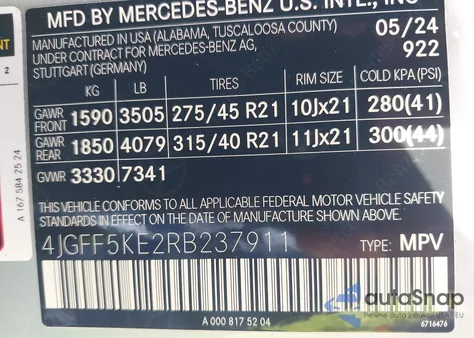 MFD BY MERCEDES-BENZ U.S. INTL., INC
MANUFACTURED IN USA (ALABAMA, TUSCALOOSA COUNTY) 05/24
UNDER CONTRACT FOR MERCEDES-BENZ AG, 922
STUTTGART (GERMANY)
KG LB TIRES RIM SIZE COLD KPA(PSI)
GAWR FRONT 1590 3505 275/45 R21 10Jx21 280(41)
GAWR REAR 1850 4079 315/40 R21 11Jx21 300(44)
GVWR 3330 7341
THIS VEHICLE CONFORMS TO ALL APPLICABLE FEDERAL MOTOR VEHICLE SAFETY
STANDARDS IN EFFECT ON THE DATE OF MANUFACTURE SHOWN ABOVE
4JGFF5KE2RB237911 TYPE: MPV
A 000 817 52 04
6716476
A 167 584 25 24
2
autoSnap
Pewne auto z USA